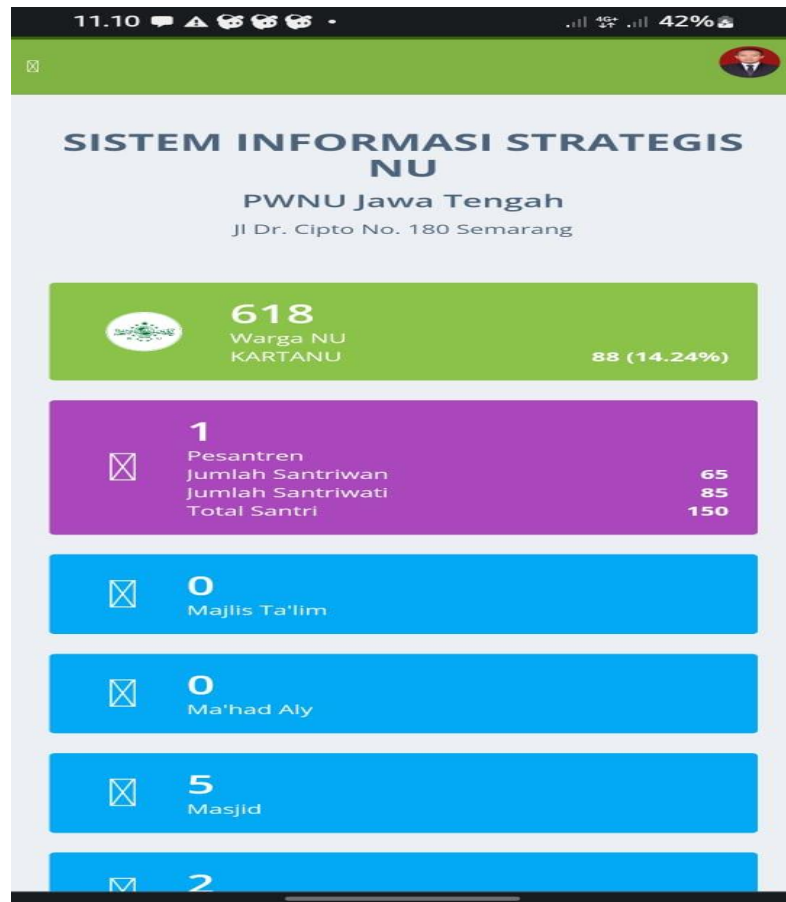 11.10
4G+
42%
SISTEM INFORMASI STRATEGIS
NU
PWNU Jawa Tengah
Jl Dr. Cipto No. 180 Semarang
618
Warga NU
KARTANU 88 (14.24%)
1
Pesantren
Jumlah Santriwan 65
Jumlah Santriwati 85
Total Santri 150
0
Majlis Ta'lim
0
Ma'had Aly
5
Masjid
2